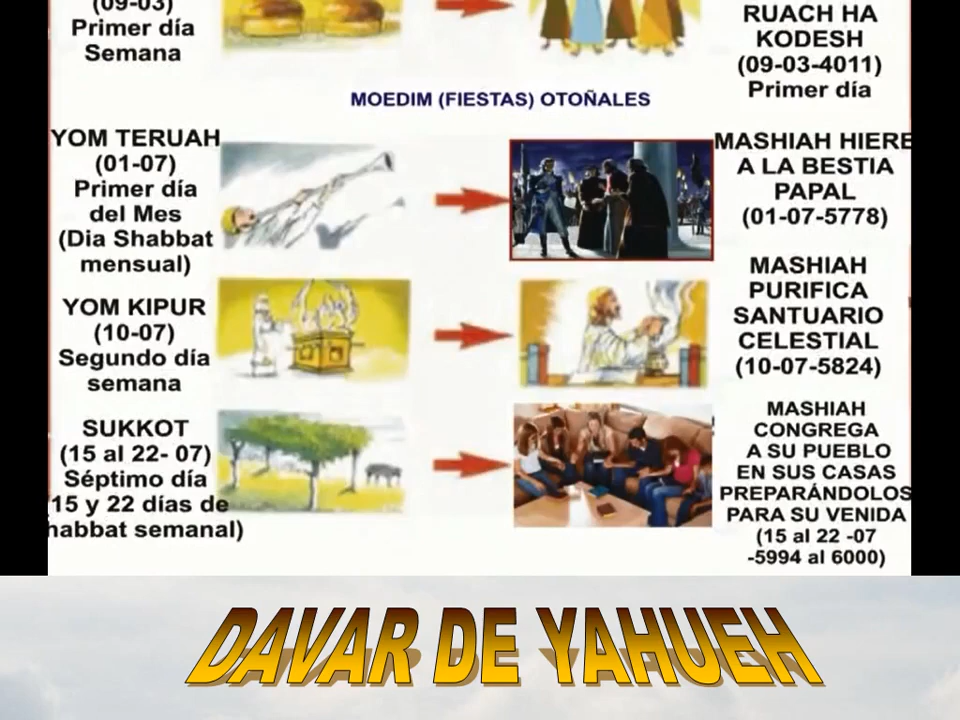 (09-03)
Primer día
Semana
RUACH HA
KODESH
(09-03-4011)
Primer día
MOEDIM (FIESTAS) OTOÑALES
YOM TERUAH
(01-07)
Primer día
del Mes
(Dia Shabbat
mensual)
MASHIAH HIERE
A LA BESTIA
PAPAL
(01-07-5778)
YOM KIPUR
(10-07)
Segundo día
semana
MASHIAH
PURIFICA
SANTUARIO
CELESTIAL
(10-07-5824)
SUKKOT
(15 al 22- 07)
Séptimo día
15 y 22 días de
habbat semanal)
MASHIAH
CONGREGA
A SU PUEBLO
EN SUS CASAS
PREPARÁNDOLOS
PARA SU VENIDA
(15 al 22 -07
-5994 al 6000)
DAVAR DE YAHUEH